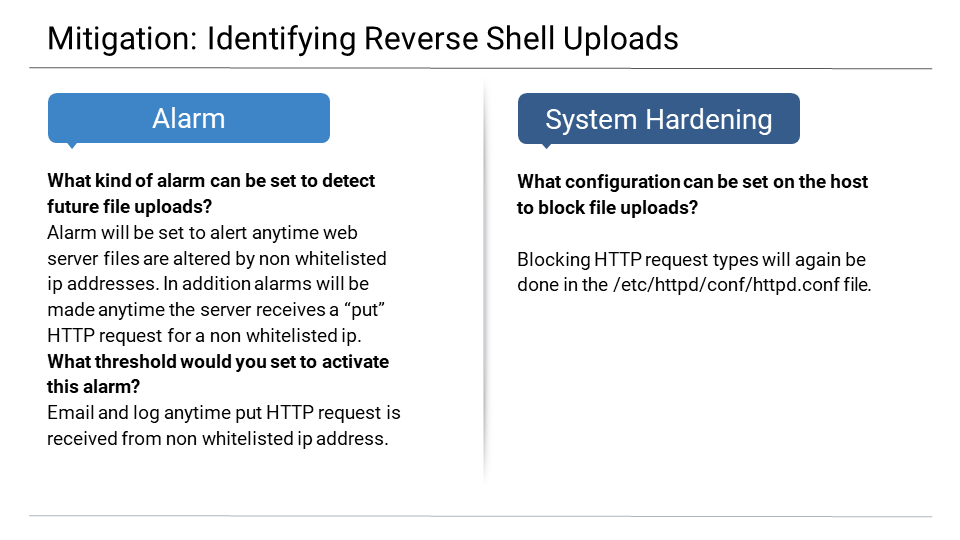 Mitigation: Identifying Reverse Shell Uploads
Alarm
What kind of alarm can be set to detect
future file uploads?
Alarm will be set to alert anytime web
server files are altered by non whitelisted
ip addresses. In addition alarms will be
made anytime the server receives a “put”
HTTP request for a non whitelisted ip.
What threshold would you set to activate
this alarm?
Email and log anytime put HTTP request is
received from non whitelisted ip address.
System Hardening
What configuration can be set on the host
to block file uploads?
Blocking HTTP request types will again be
done in the /etc/httpd/conf/httpd.conf file.